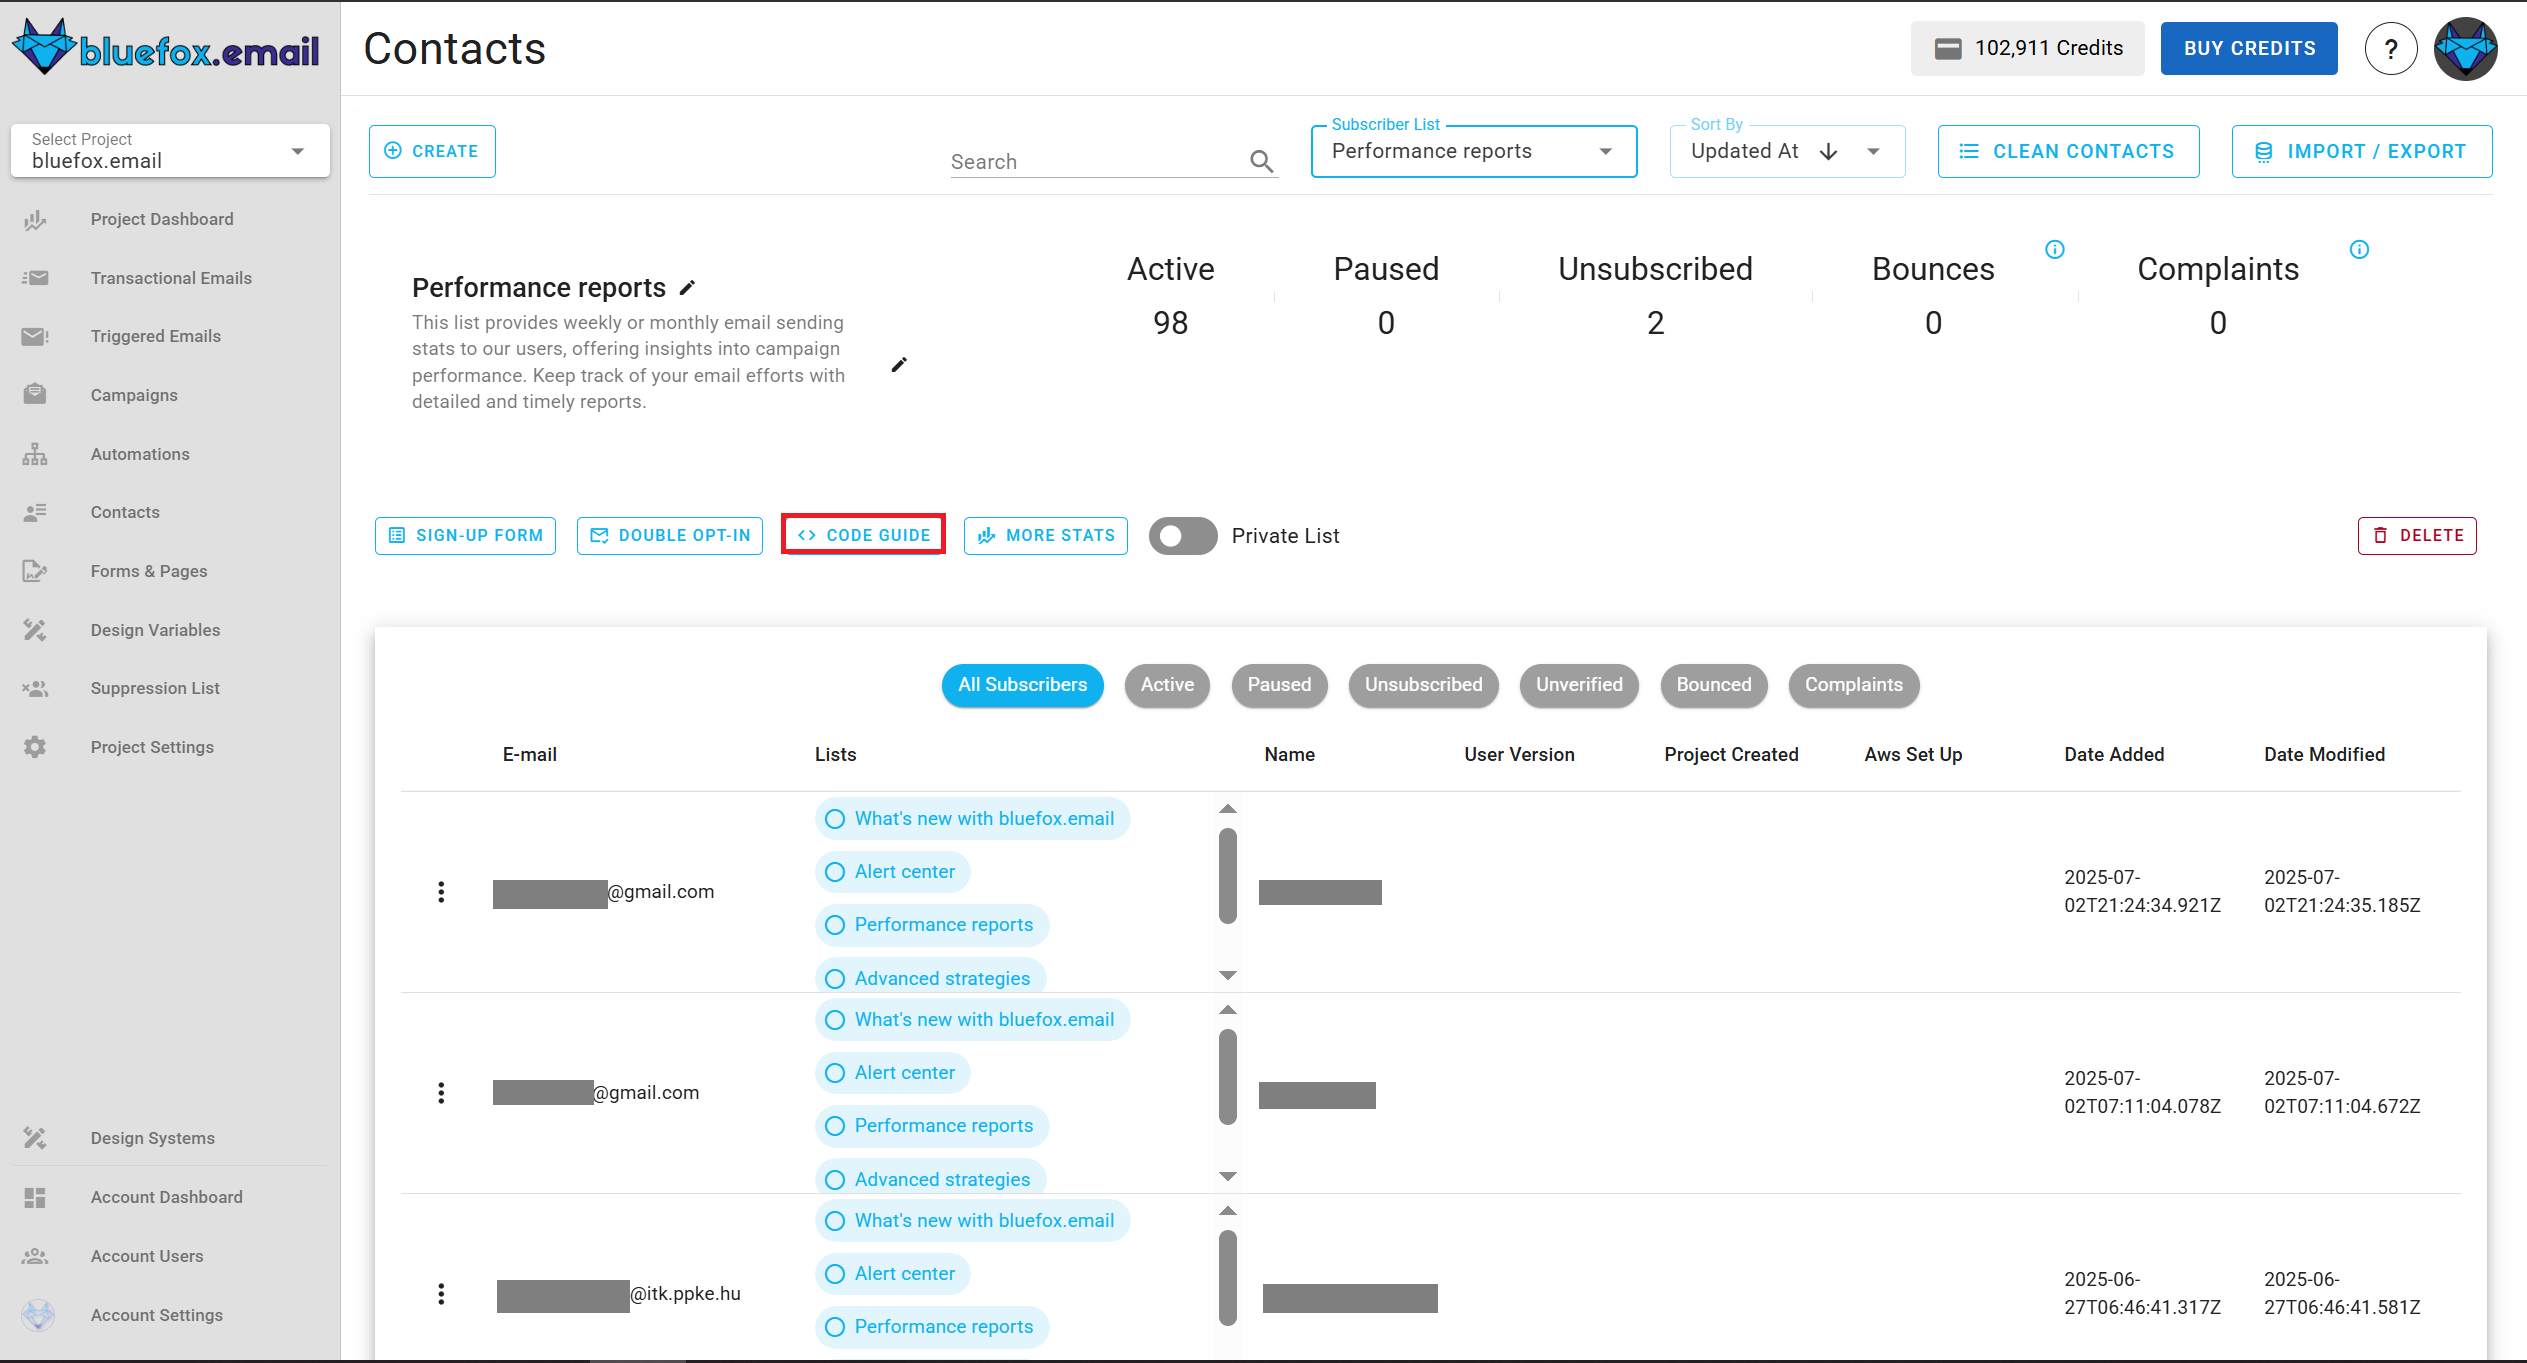 bluefox.email
Contacts
102,911 Credits
BUY CREDITS
?
Select Project
bluefox.email
Project Dashboard
Transactional Emails
Triggered Emails
Campaigns
Automations
Contacts
Forms & Pages
Design Variables
Suppression List
Project Settings
Design Systems
Account Dashboard
Account Users
Account Settings
CREATE
Search
Subscriber List
Performance reports
Sort By
Updated At
CLEAN CONTACTS
IMPORT / EXPORT
Performance reports
This list provides weekly or monthly email sending
stats to our users, offering insights into campaign
performance. Keep track of your email efforts with
detailed and timely reports.
Active
98
Paused
0
Unsubscribed
2
Bounces
0
Complaints
0
SIGN-UP FORM
DOUBLE OPT-IN
<> CODE GUIDE
MORE STATS
Private List
DELETE
All Subscribers
Active
Paused
Unsubscribed
Unverified
Bounced
Complaints
E-mail
Lists
Name
User Version
Project Created
Aws Set Up
Date Added
Date Modified
@gmail.com
What's new with bluefox.email
Alert center
Performance reports
Advanced strategies
2025-07-
02T21:24:34.921Z
2025-07-
02T21:24:35.185Z
@gmail.com
What's new with bluefox.email
Alert center
Performance reports
Advanced strategies
2025-07-
02T07:11:04.078Z
2025-07-
02T07:11:04.672Z
@itk.ppke.hu
What's new with bluefox.email
Alert center
Performance reports
2025-06-
27T06:46:41.317Z
2025-06-
27T06:46:41.581Z